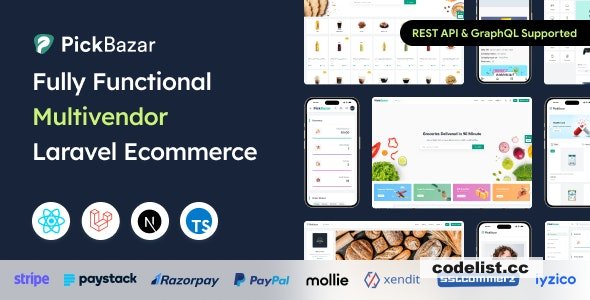 PickBazar
REST API & GraphQL Supported
Fully Functional
Multivendor
Laravel Ecommerce
Groceries Delivered in 90 Minute
TS
stripe
paystack
Razorpay
PayPal
mollie
xendit
codelist.cc
iyzico